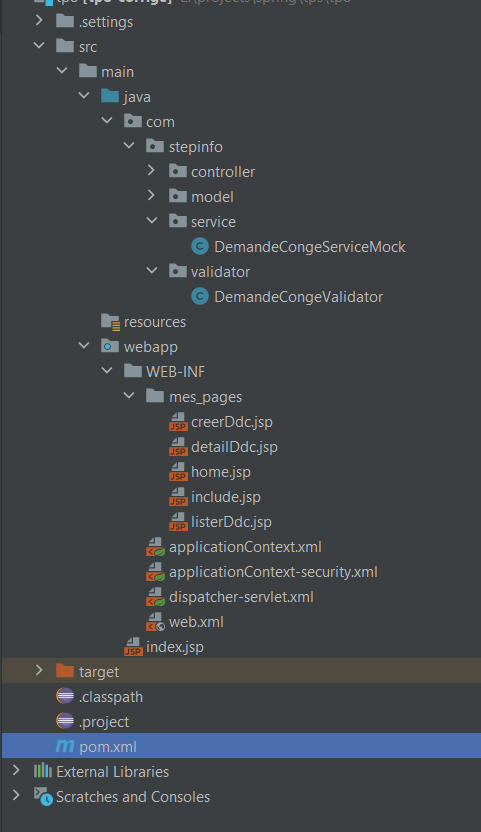 .settings
src
main
java
com
stepinfo
controller
model
service
DemandeCongeServiceMock
validator
DemandeCongeValidator
resources
webapp
WEB-INF
mes_pages
creerDdc.jsp
detailDdc.jsp
home.jsp
include.jsp
listerDdc.jsp
applicationContext.xml
applicationContext-security.xml
dispatcher-servlet.xml
web.xml
index.jsp
target
.classpath
.project
pom.xml
External Libraries
Scratches and Consoles